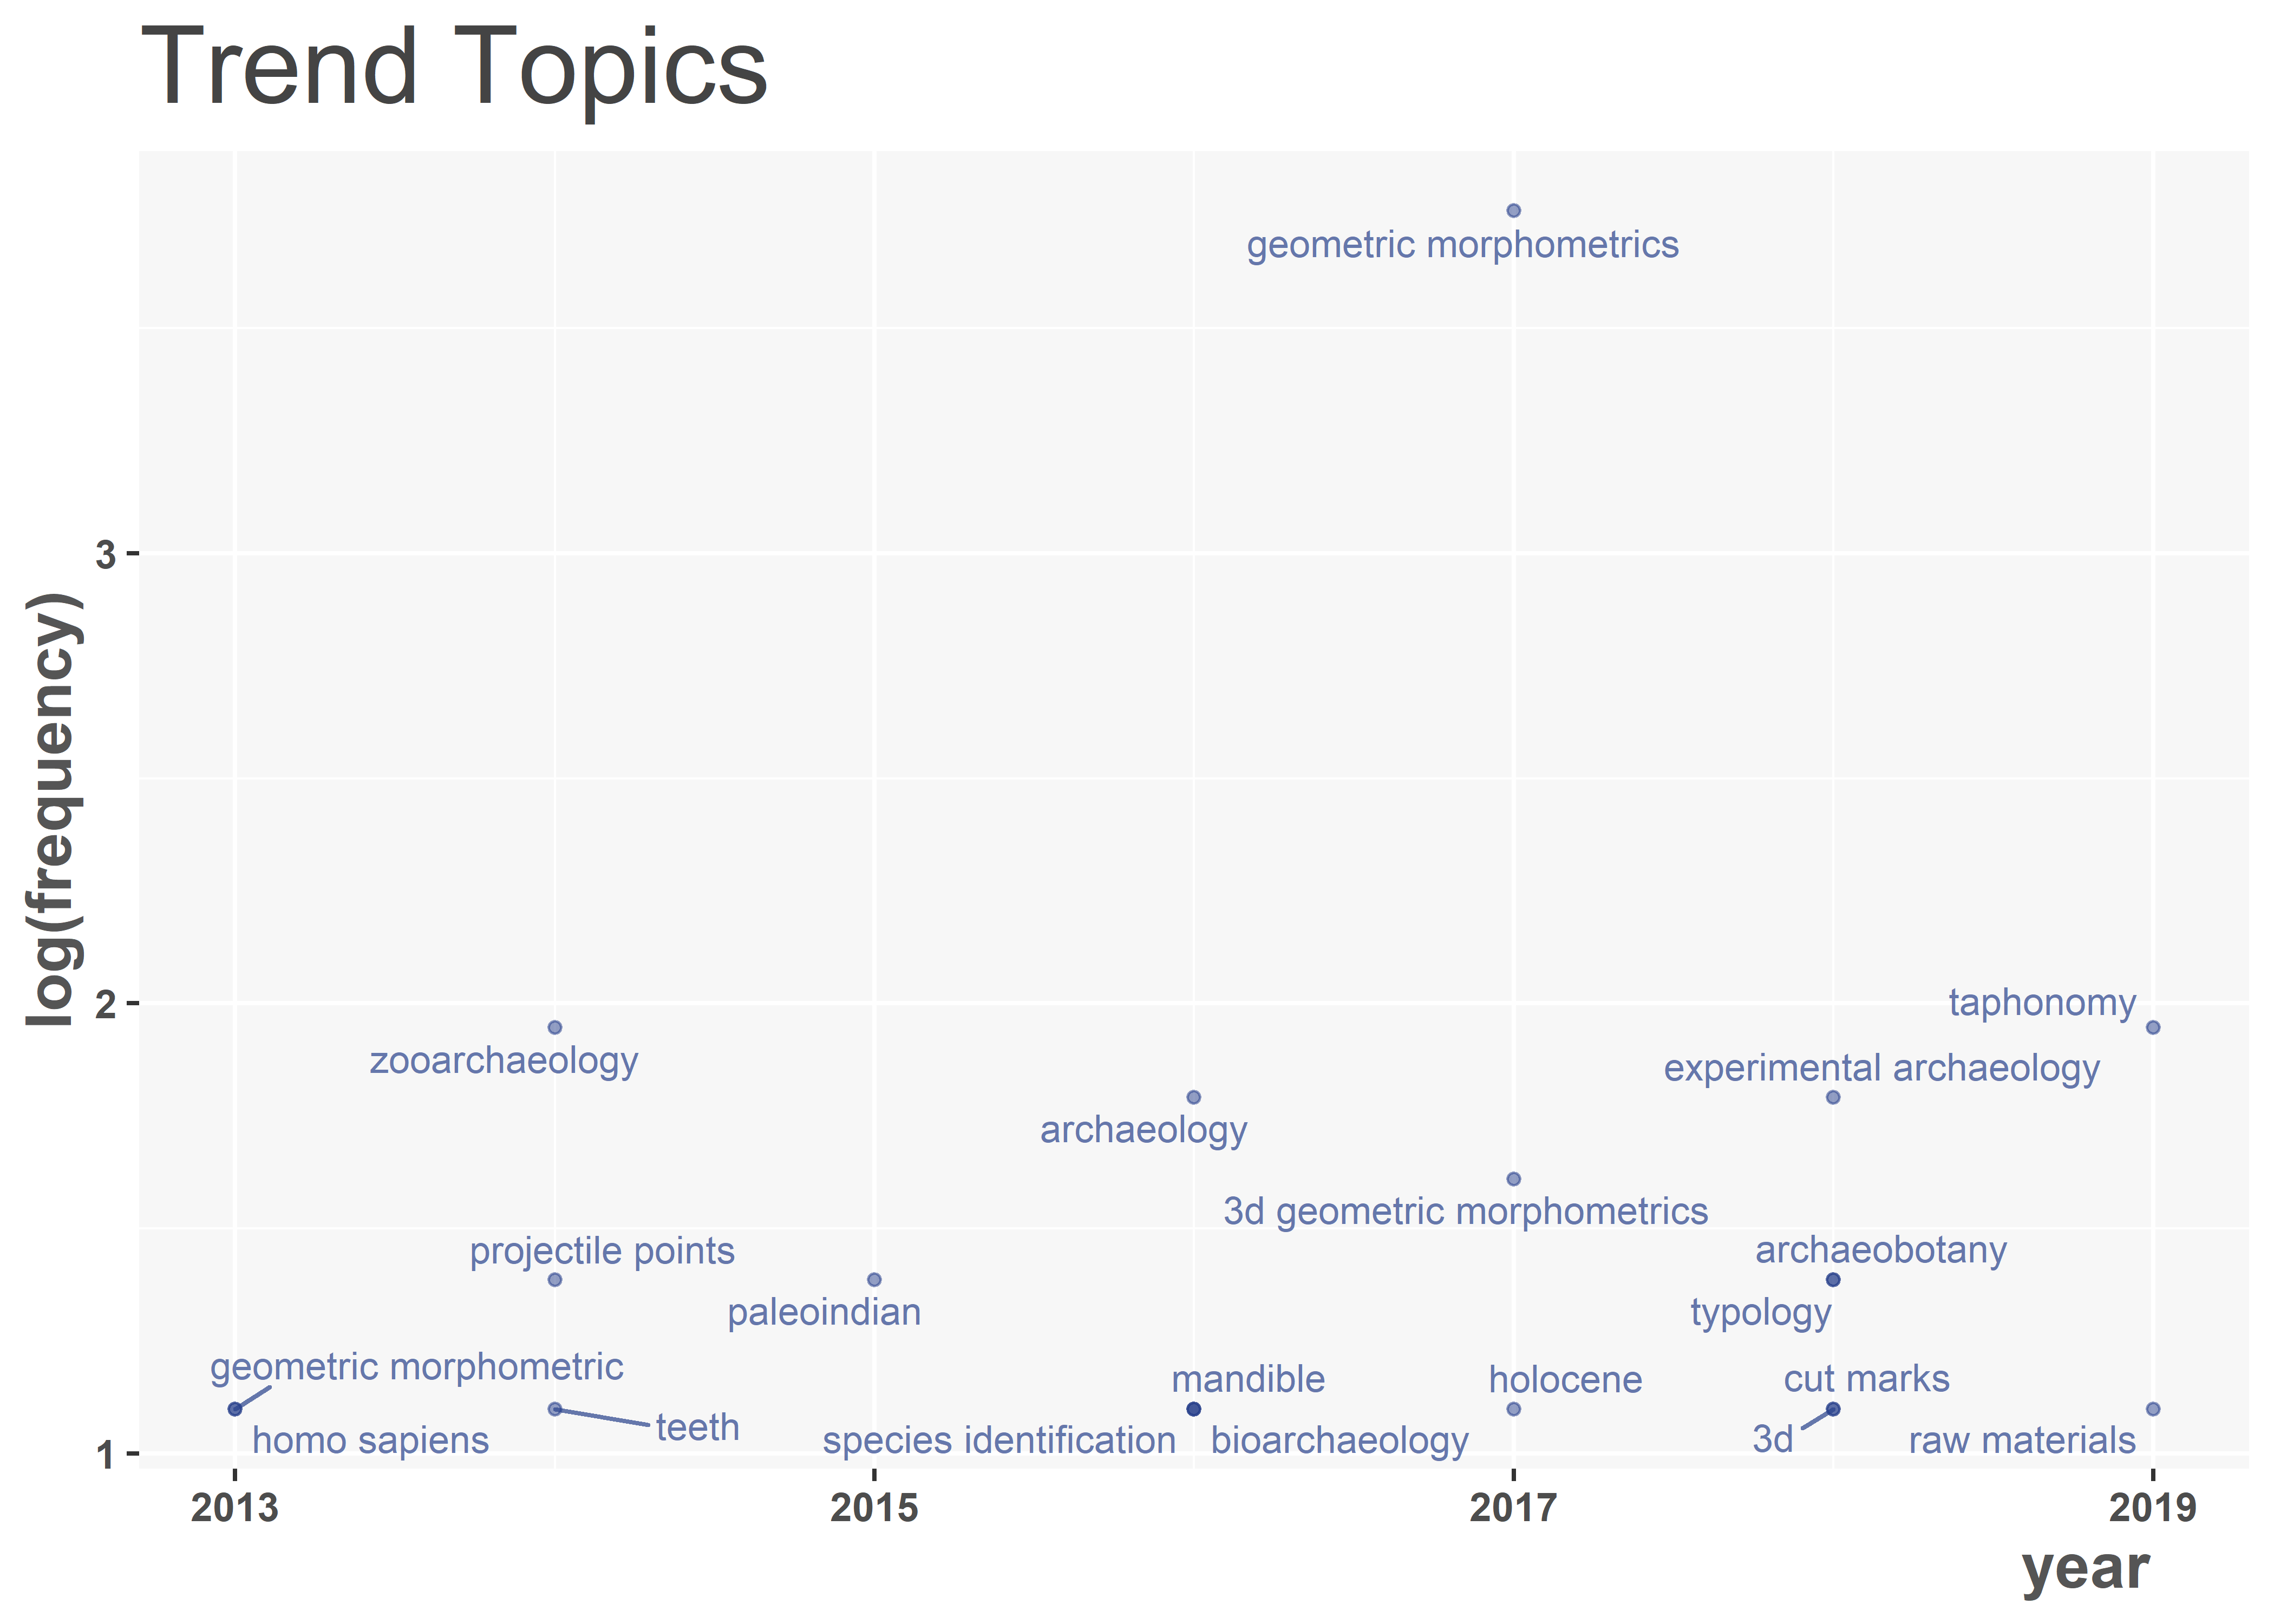 Trend Topics
geometric morphometrics
3
log(frequency)
2
taphonomy
zooarchaeology
experimental archaeology
archaeology
3d geometric morphometrics
projectile points
archaeobotany
paleoindian
typology
geometric morphometric
mandible
holocene
cut marks
teeth
homo sapiens
species identification
bioarchaeology
3d
raw materials
1
2013
2015
2017
2019
year